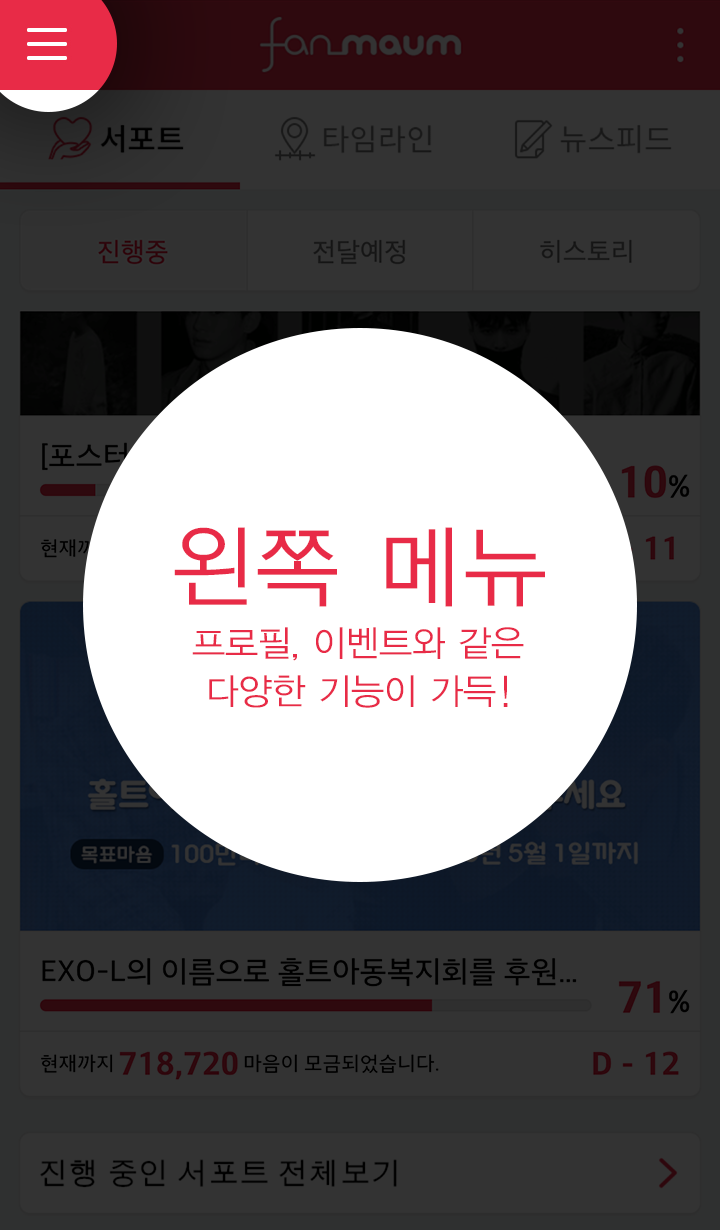 fanmaum
서포트 타임라인 뉴스피드
진행중 전달예정 히스토리
[포스터
10%
현재까
11
왼쪽 메뉴
프로필, 이벤트와 같은
다양한 기능이 가득!
홀트 세요
목표마음 100만 5월 1일까지
EXO-L의 이름으로 홀트아동복지회를 후원...
71%
현재까지 718,720 마음이 모금되었습니다. D - 12
진행 중인 서포트 전체보기